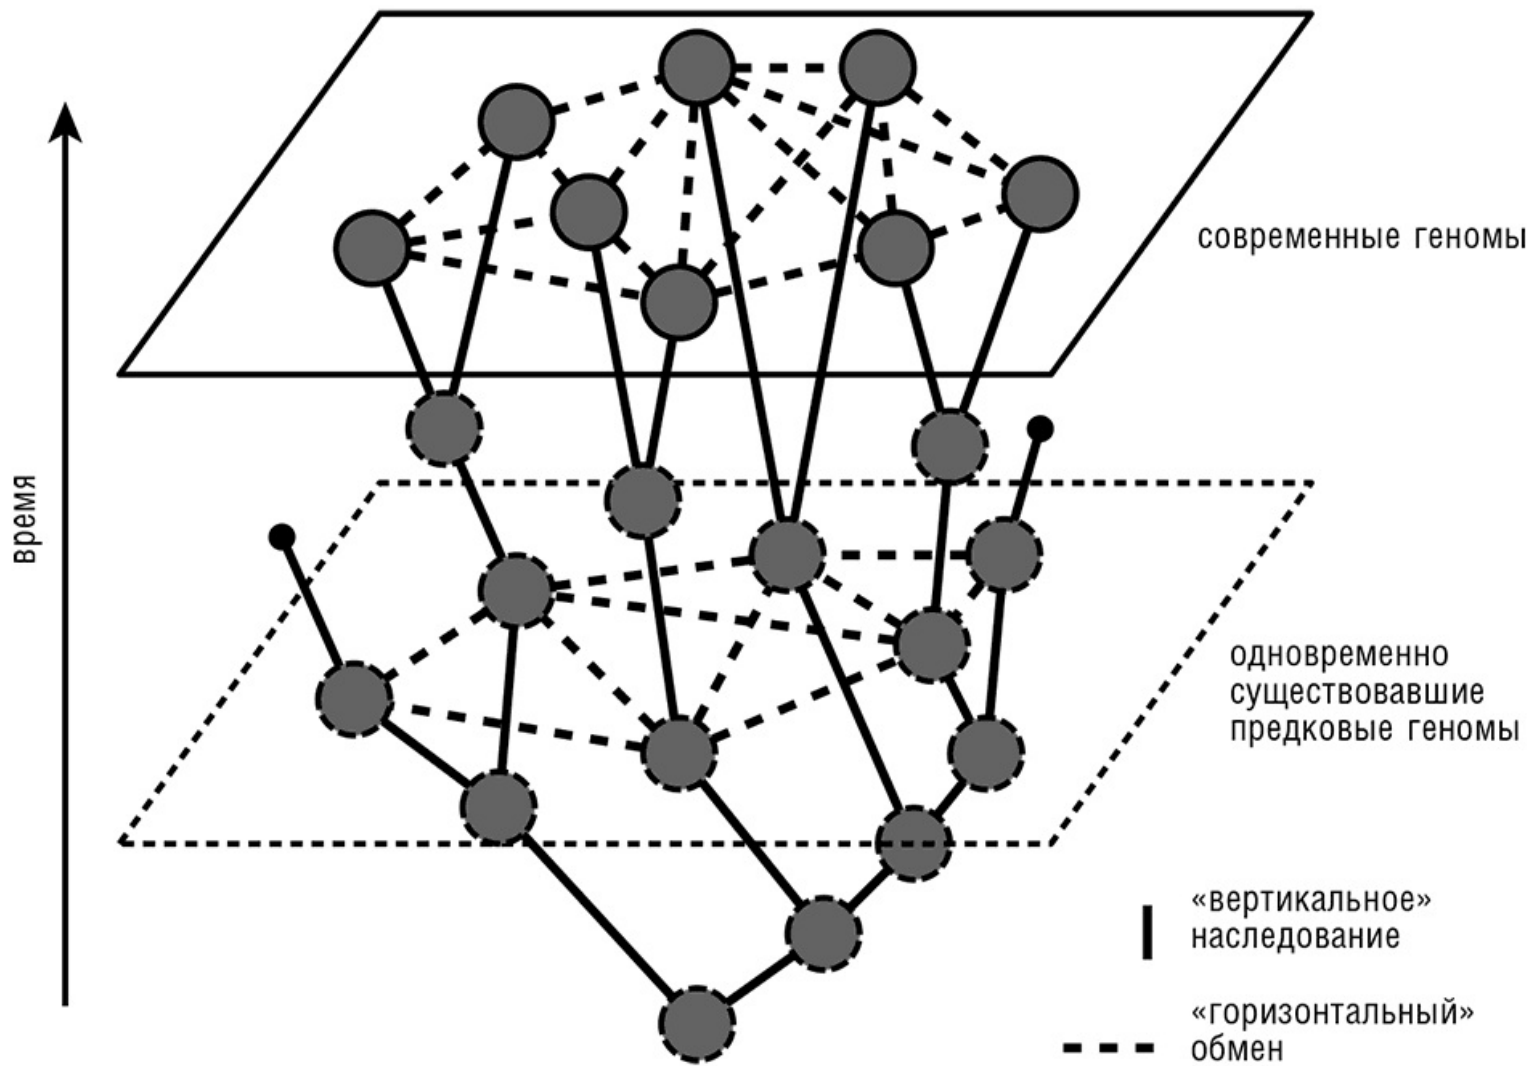 современные геномы
время
одновременно
существовавшие
предковые геномы
«вертикальное»
наследование
«горизонтальный»
обмен